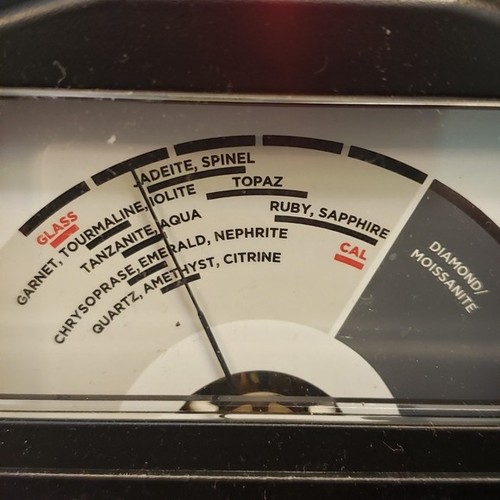 JADEITE, SPINEL
TOPAZ
RUBY, SAPPHIRE
GLASS
CAL
GARNET, TOURMALINE, IOLITE
TANZANITE, AQUA
CHRYSOPRASE, EMERALD, NEPHRITE
QUARTZ, AMETHYST, CITRINE
DIAMOND/
MOISSANITE